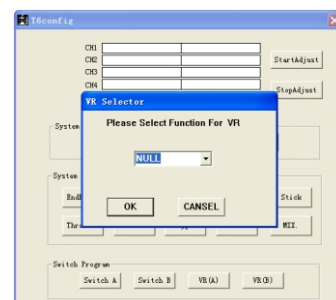 T6config
CH1
CH2
CH3
CH4
StartAdjust
StopAdjust
VR Selector
Please Select Function For VR
NULL
OK
CANSEL
System
System
Stick
MIX.
Switch Program
Switch A
Switch B
VR(A)
VR(B)